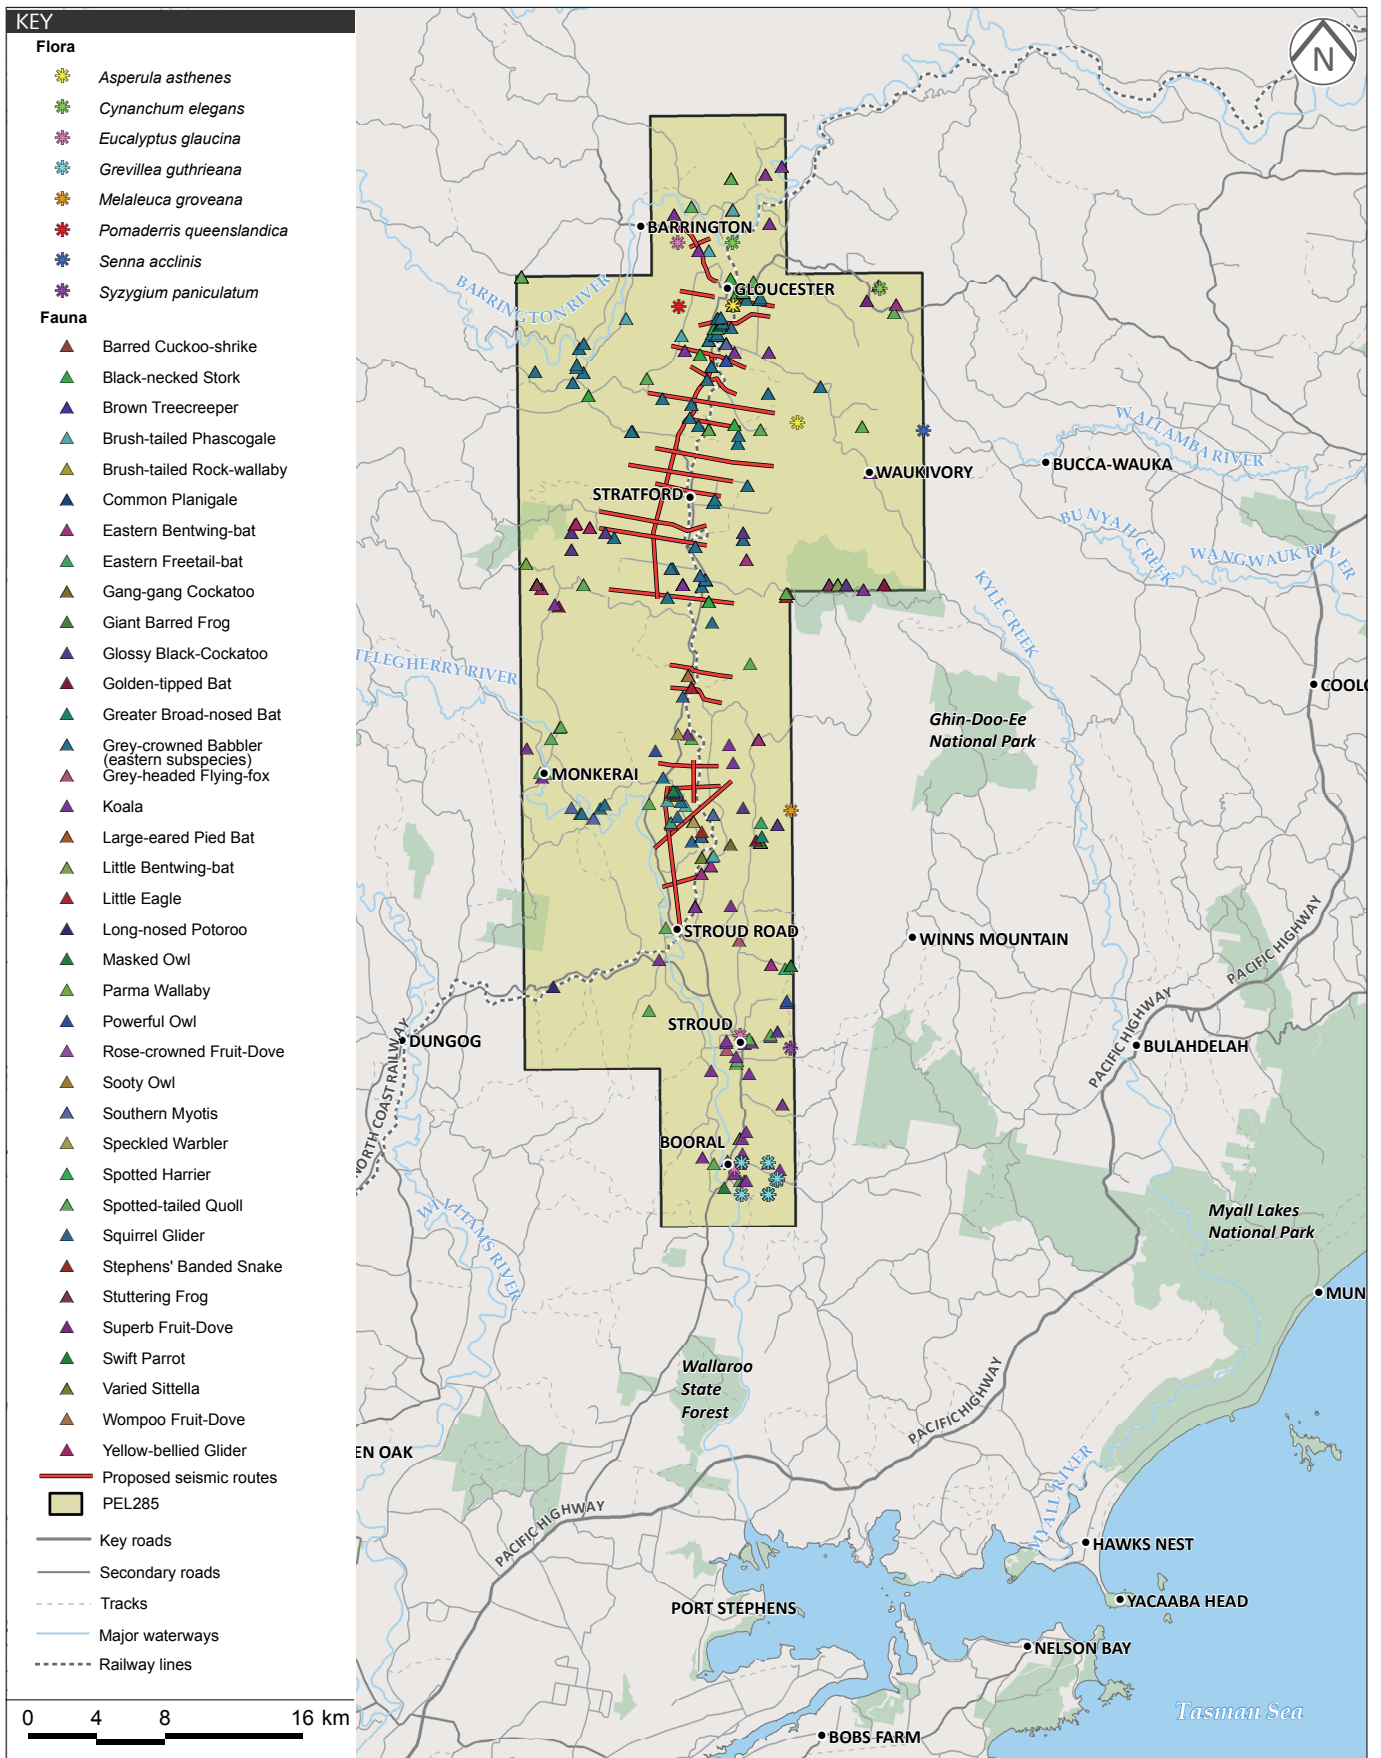 KEY
Flora
Asperula asthenes
Cynanchum elegans
Eucalyptus glaucina
Grevillea guthrieana
Melaleuca groveana
Pomaderris queenslandica
Senna acclinis
Syzygium paniculatum
Fauna
Barred Cuckoo-shrike
Black-necked Stork
Brown Treecreeper
Brush-tailed Phascogale
Brush-tailed Rock-wallaby
Common Planigale
Eastern Bentwing-bat
Eastern Freetail-bat
Gang-gang Cockatoo
Giant Barred Frog
Glossy Black-Cockatoo
Golden-tipped Bat
Greater Broad-nosed Bat
Grey-crowned Babbler
(eastern subspecies)
Grey-headed Flying-fox
Koala
Large-eared Pied Bat
Little Bentwing-bat
Little Eagle
Long-nosed Potoroo
Masked Owl
Parma Wallaby
Powerful Owl
Rose-crowned Fruit-Dove
Sooty Owl
Southern Myotis
Speckled Warbler
Spotted Harrier
Spotted-tailed Quoll
Squirrel Glider
Stephens' Banded Snake
Stuttering Frog
Superb Fruit-Dove
Swift Parrot
Varied Sittella
Wompoo Fruit-Dove
Yellow-bellied Glider
Proposed seismic routes
PEL285
Key roads
Secondary roads
Tracks
Major waterways
Railway lines
0 4 8 16 km
N
BARRINGTON
BARRINGTON RIVER
GLOUCESTER
WALLAMBA RIVER
BUCCA-WAUKA
WAUKIVORY
STRATFORD
BUNYAH CREEK
WANGWAUK RIVER
KYLE CREEK
TELEGHERRY RIVER
COOLO
Ghin-Doo-Ee
National Park
MONKERAI
STROUD ROAD
WINNS MOUNTAIN
PACIFIC HIGHWAY
PACIFIC HIGHWAY
STROUD
DUNGOG
BULAHDELAH
NORTH COAST RAILWAY
BOORAL
WILLIAMS RIVER
Myall Lakes
National Park
MUN
Wallaroo
State
Forest
PACIFIC HIGHWAY
EN OAK
PACIFIC HIGHWAY
MYALL RIVER
HAWKS NEST
YACAABA HEAD
PORT STEPHENS
NELSON BAY
Tasman Sea
BOBS FARM